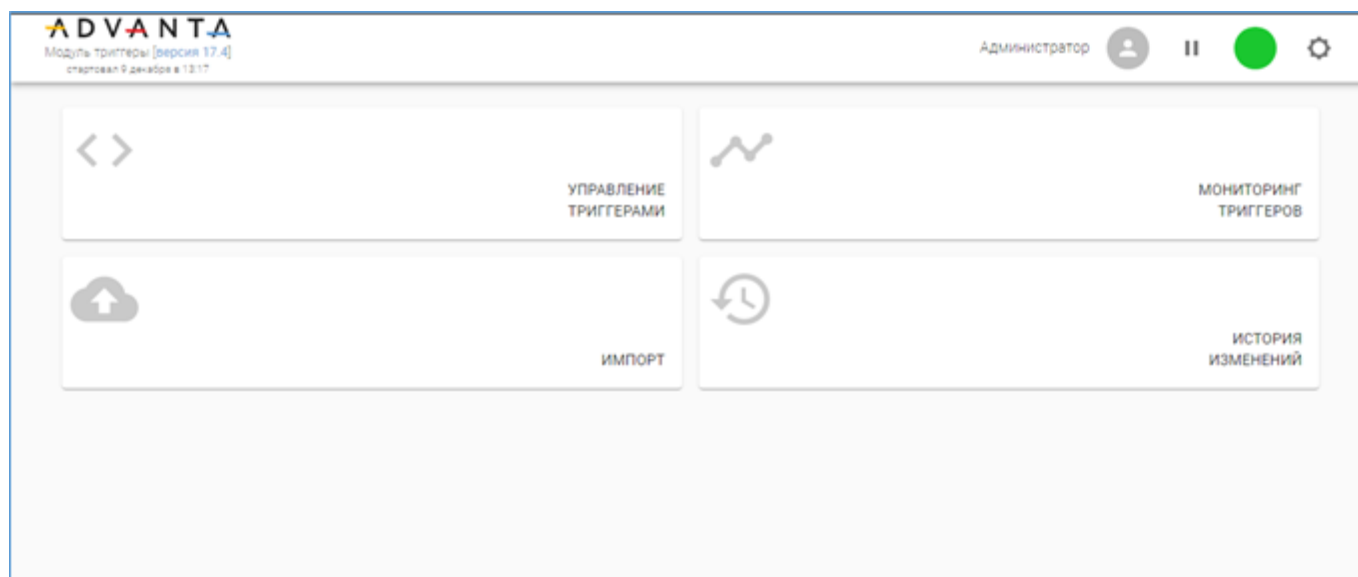 ADVANTA
Модуль триггеры [версия 17.4]
стартовал 9 декабря в 13:17
Администратор
УПРАВЛЕНИЕ
ТРИГГЕРАМИ
МОНИТОРИНГ
ТРИГГЕРОВ
ИМПОРТ
ИСТОРИЯ
ИЗМЕНЕНИЙ